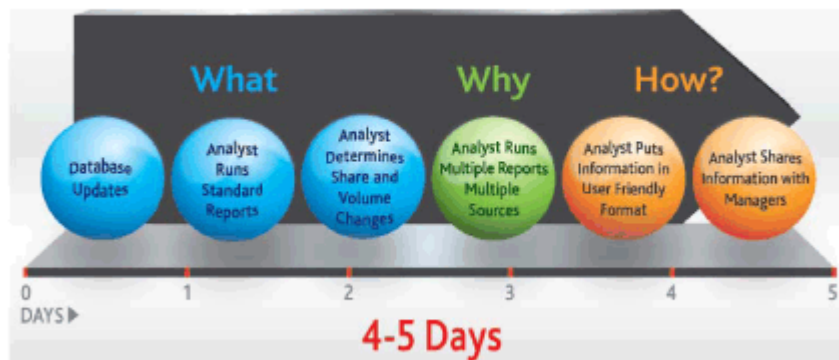 What Why How?
Database
Updates
Analyst
Runs
Standard
Reports
Analyst
Determines
Share and
Volume
Changes
Analyst Runs
Multiple Reports
Multiple
Sources
Analyst Puts
Information in
User Friendly
Format
Analyst Shares
Information with
Managers
0 1 2 3 4 5
DAYS ▶
4-5 Days